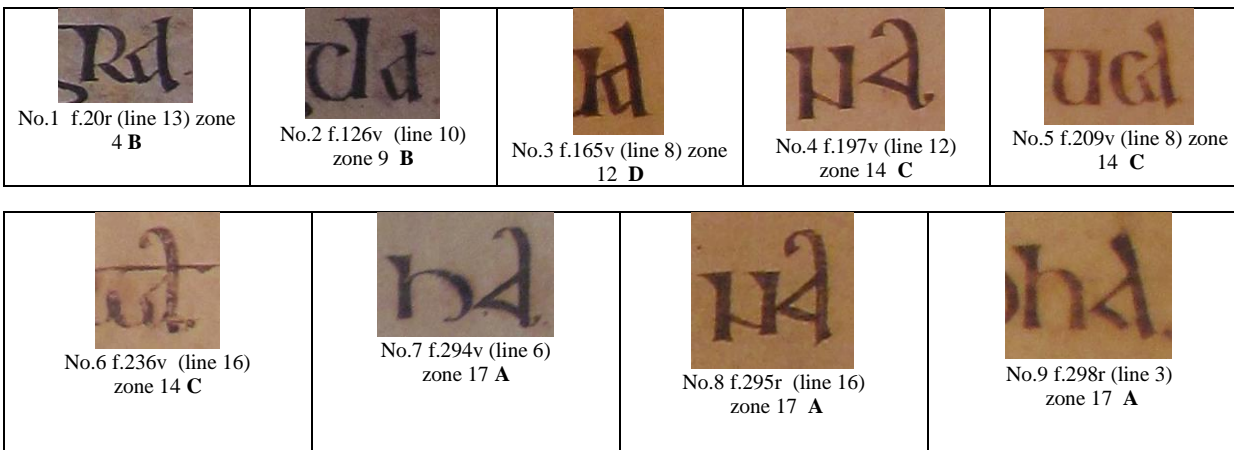 No.1 f.20r (line 13) zone
4 B
No.2 f.126v (line 10)
zone 9 B
No.3 f.165v (line 8) zone
12 D
No.4 f.197v (line 12)
zone 14 C
No.5 f.209v (line 8) zone
14 C
No.6 f.236v (line 16)
zone 14 C
No.7 f.294v (line 6)
zone 17 A
No.8 f.295r (line 16)
zone 17 A
No.9 f.298r (line 3)
zone 17 A